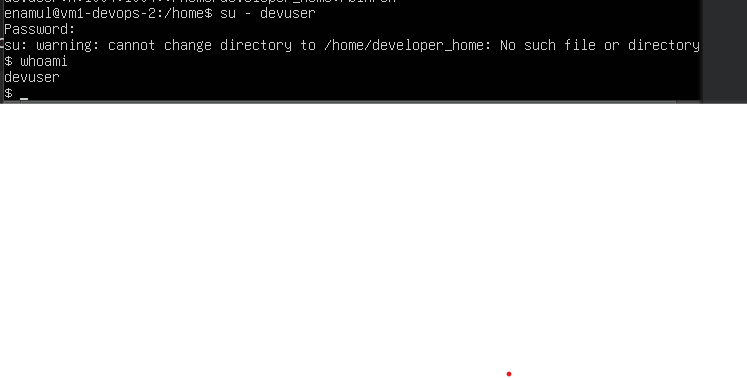 enamul@vm1-devops-2:/home$ su - devuser
Password:
su: warning: cannot change directory to /home/developer_home: No such file or directory
$ whoami
devuser
$ _